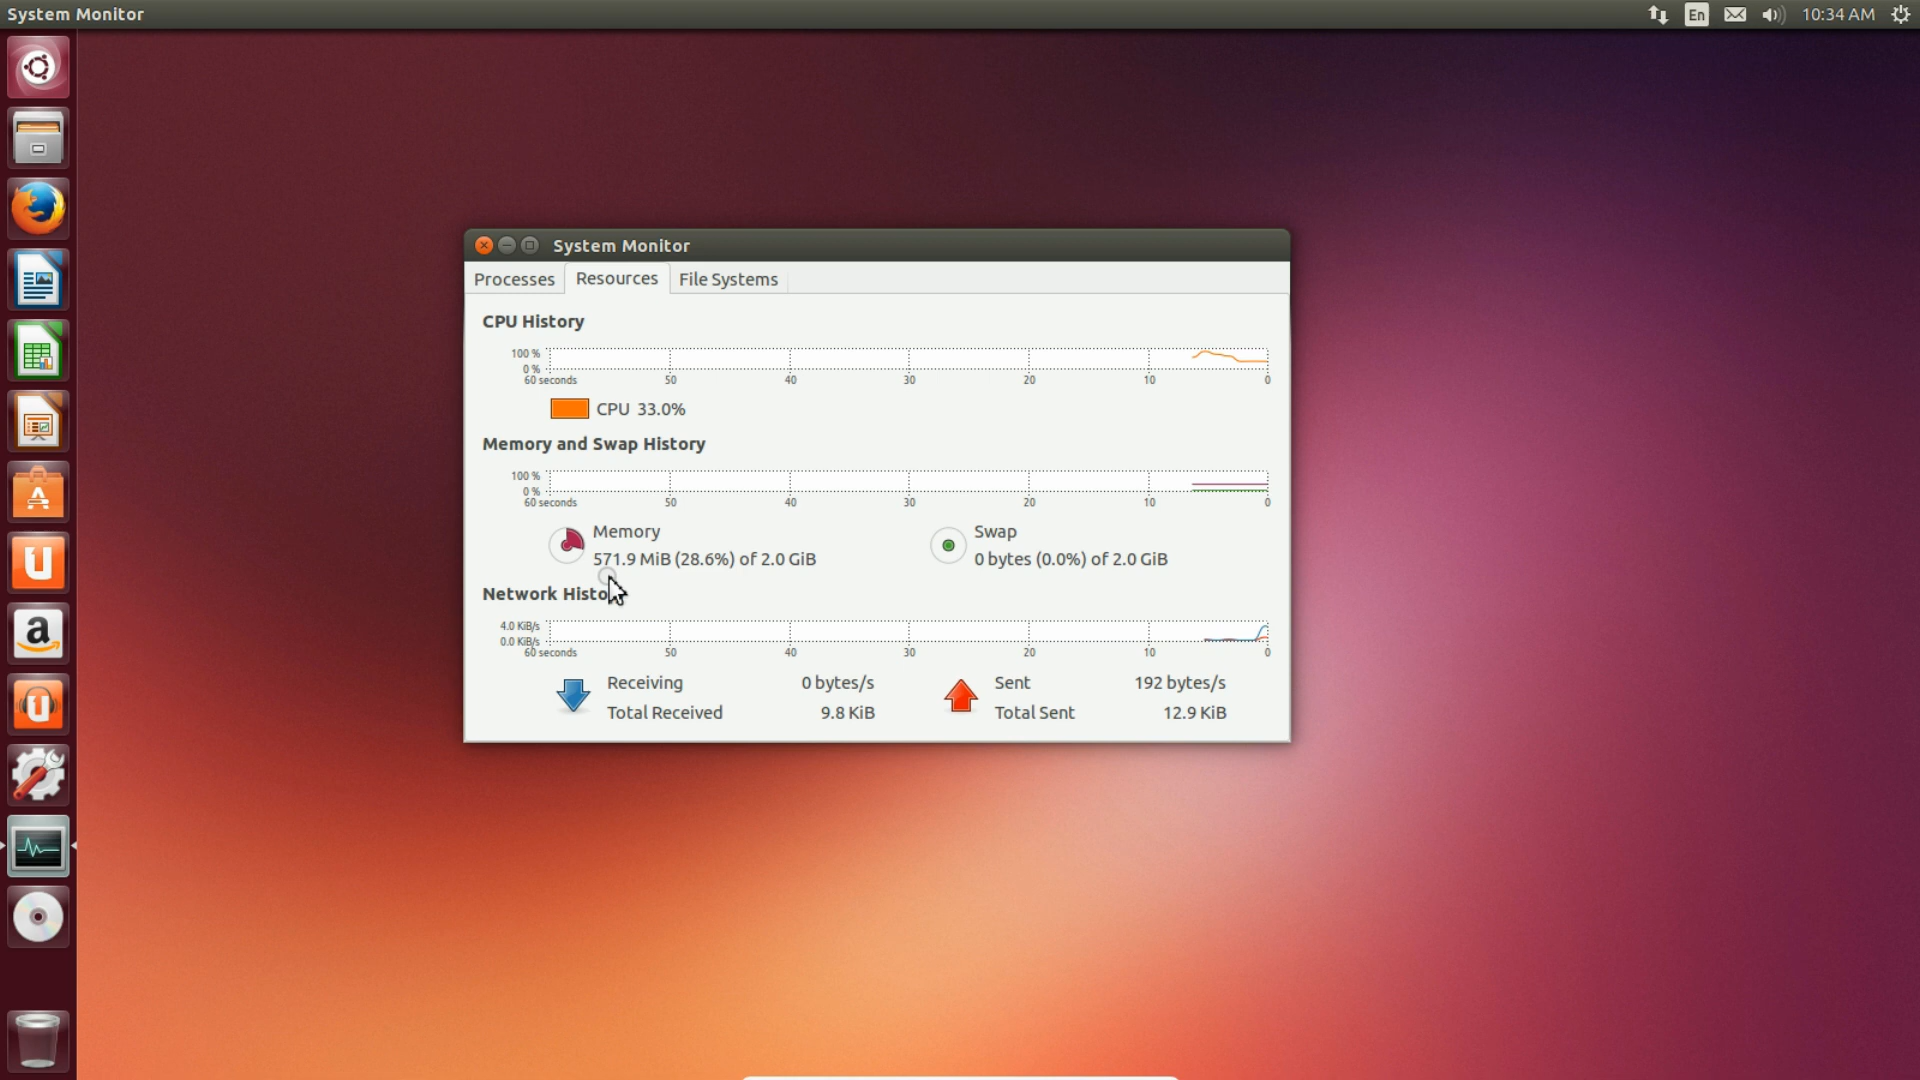 System Monitor
En
10:34 AM
System Monitor
Processes Resources File Systems
CPU History
100 %
0 %
60 seconds 50 40 30 20 10 0
CPU 33.0%
Memory and Swap History
100 %
0 %
60 seconds 50 40 30 20 10 0
Memory
571.9 MiB (28.6%) of 2.0 GiB
Swap
0 bytes (0.0%) of 2.0 GiB
Network Histo
4.0 KiB/s
0.0 KiB/s
60 seconds 50 40 30 20 10 0
Receiving 0 bytes/s
Total Received 9.8 KiB
Sent 192 bytes/s
Total Sent 12.9 KiB